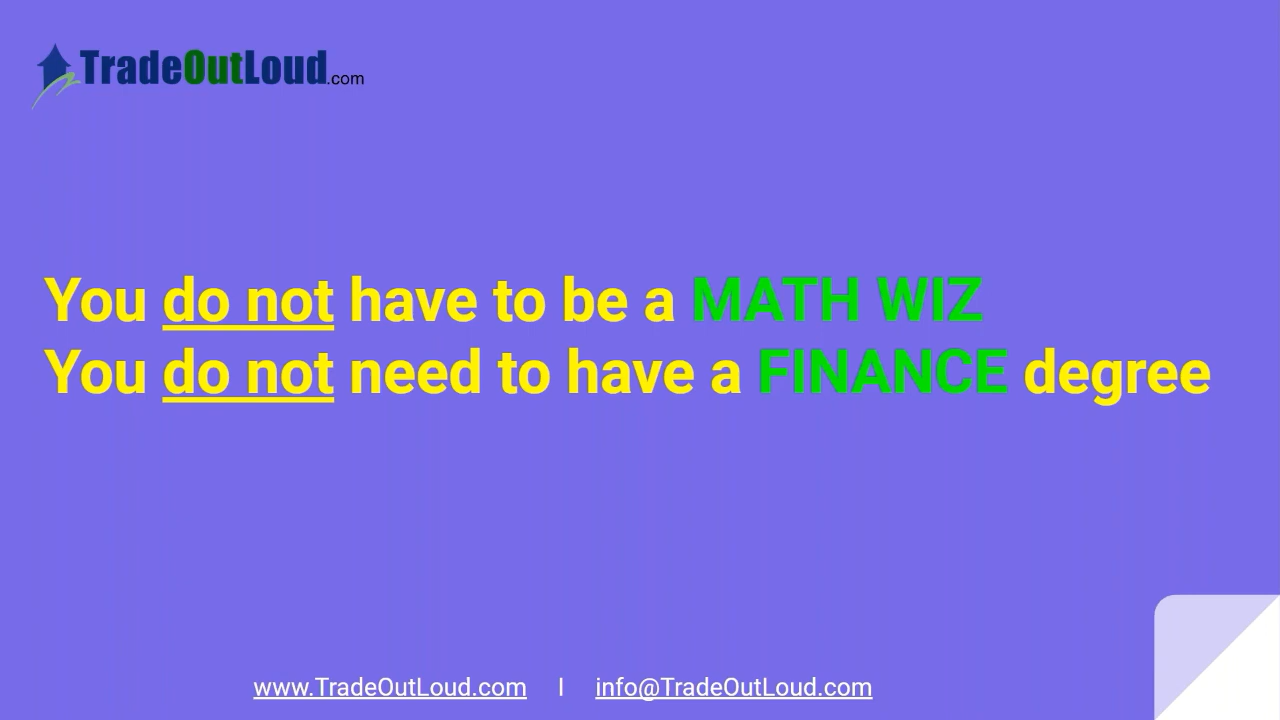 TradeOutLoud.com
You do not have to be a MATH WIZ
You do not need to have a FINANCE degree
www.TradeOutLoud.com | info@TradeOutLoud.com